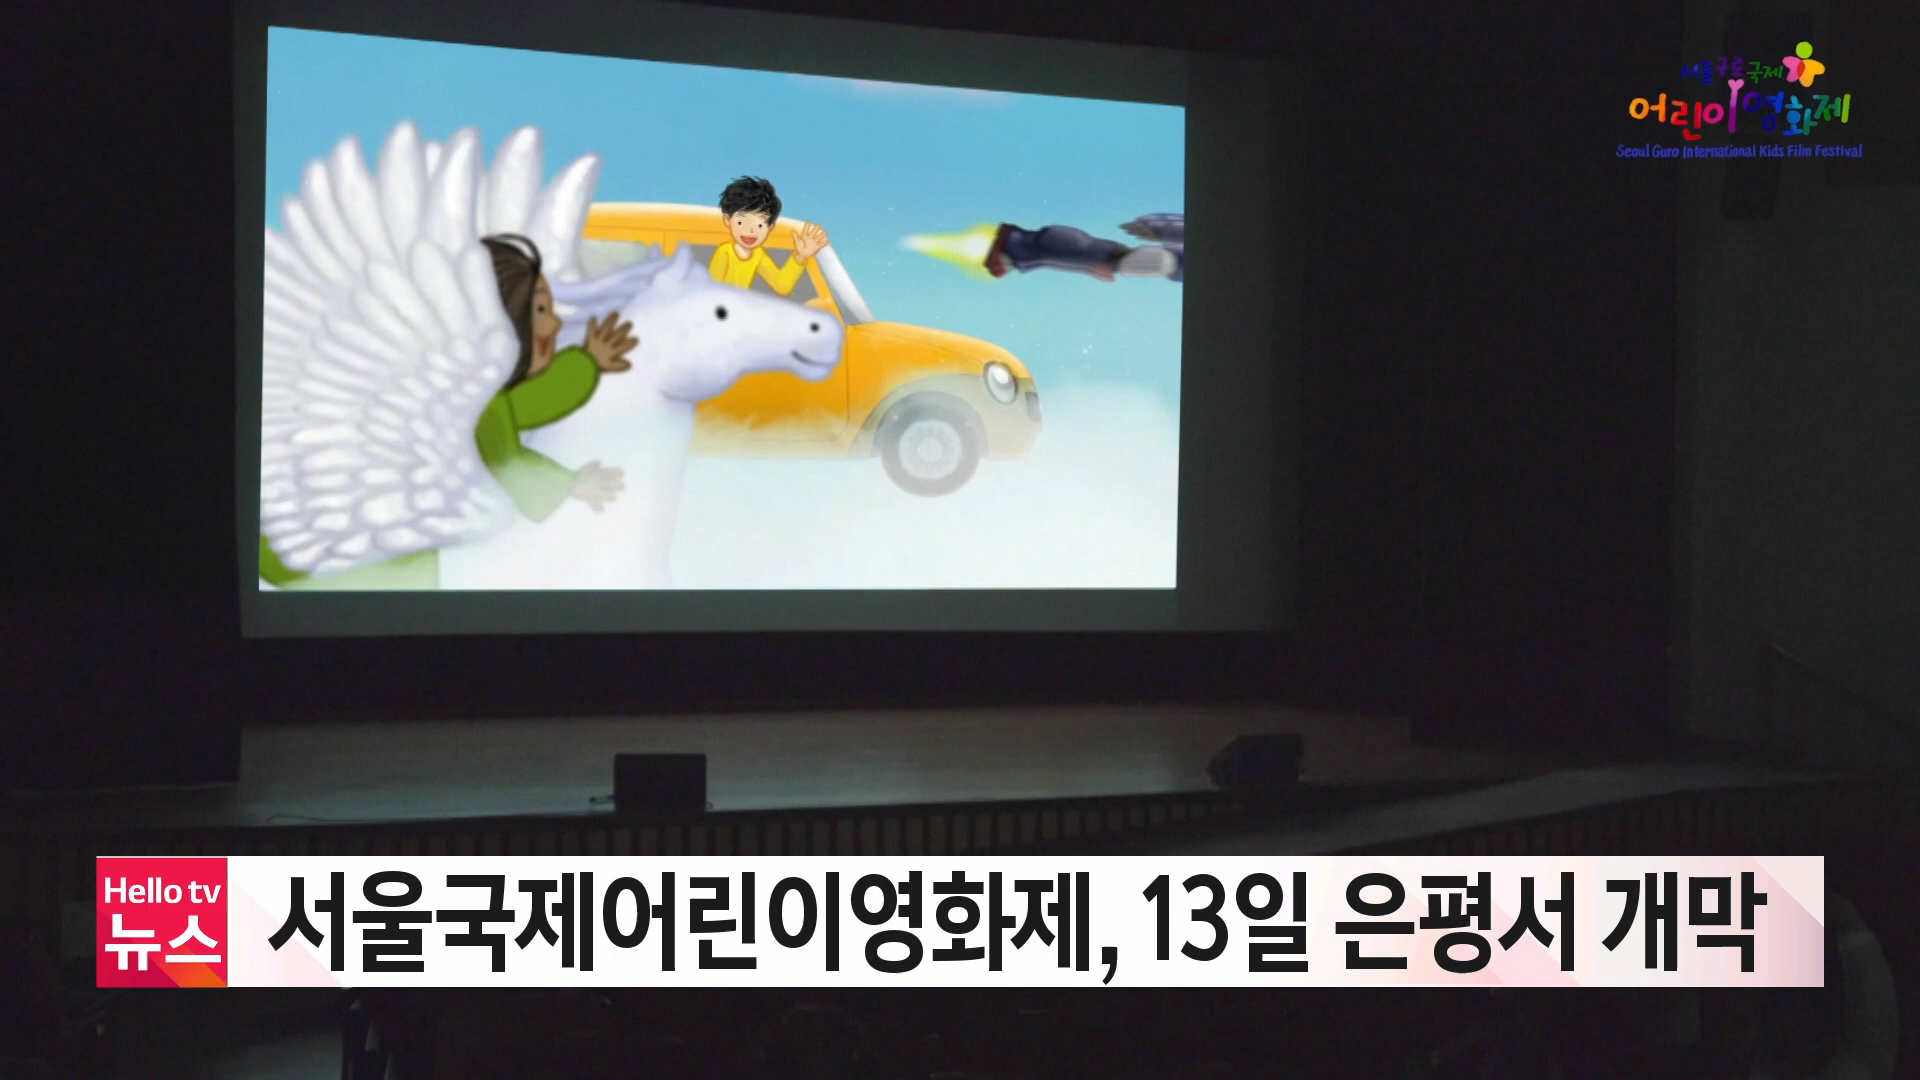 서울구로국제
어린이영화제
Seoul Guro International Kids Film Festival
Hello tv
뉴스
서울국제어린이영화제, 13일 은평서 개막